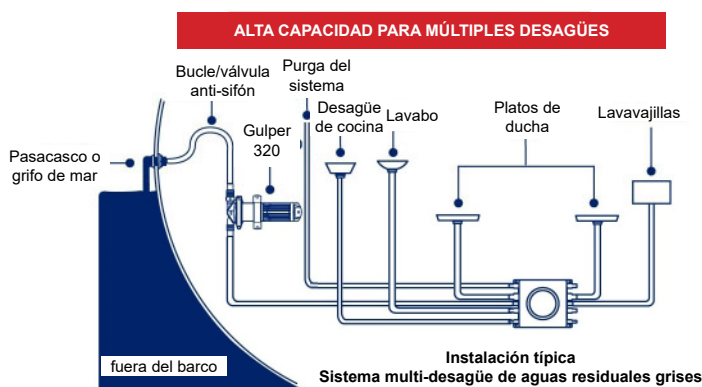 ALTA CAPACIDAD PARA MÚLTIPLES DESAGÜES
Bucle/válvula
anti-sifón
Purga del
sistema
Desagüe
de cocina
Lavabo
Platos de
ducha
Lavavajillas
Gulper
320
Pasacasco o
grifo de mar
fuera del barco
Instalación típica
Sistema multi-desagüe de aguas residuales grises